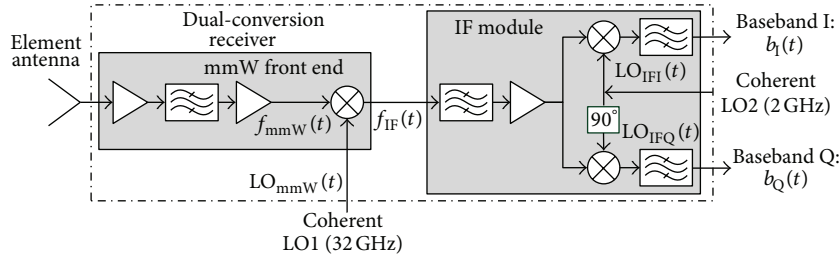 Element
antenna
Dual-conversion
receiver
mmW front end
f_mmW(t)
LO_mmW(t)
Coherent
LO1 (32 GHz)
f_IF(t)
IF module
LO_IFI(t)
90°
LO_IFQ(t)
Baseband I:
b_I(t)
Coherent
LO2 (2 GHz)
Baseband Q:
b_Q(t)